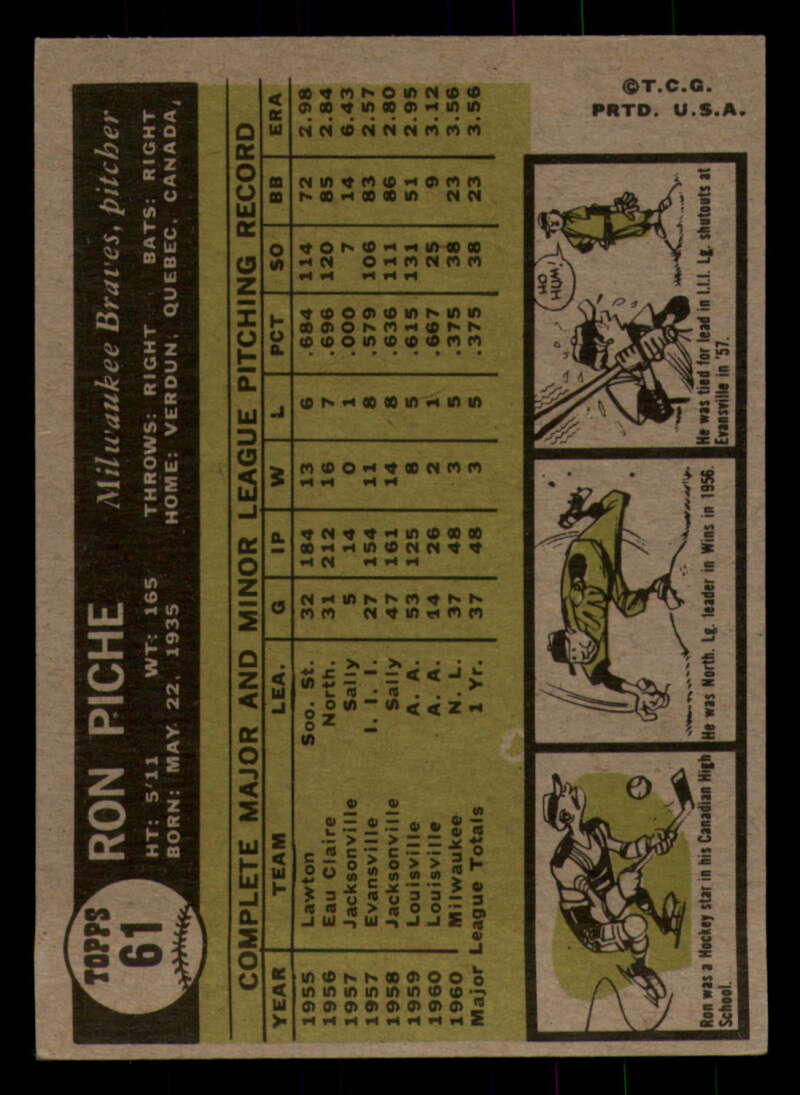 TOPPS
61
RON PICHE Milwaukee Braves, pitcher
HT: 5'11 WT: 165 THROWS: RIGHT BATS: RIGHT
BORN: MAY 22, 1935 HOME: VERDUN, QUEBEC, CANADA,
COMPLETE MAJOR AND MINOR LEAGUE PITCHING RECORD
YEAR TEAM LEA. G IP W L PCT SO BB ERA
1955 Lawton Soo. St. 32 184 13 6 .684 114 72 2.98
1956 Eau Claire North. 31 212 16 7 .696 120 85 2.84
1957 Jacksonville Sally 5 14 0 1 .000 7 14 6.43
1957 Evansville I. I. I. 27 154 11 8 .579 106 83 2.57
1958 Jacksonville Sally 47 161 14 8 .636 111 86 2.80
1959 Louisville A. A. 53 125 8 5 .615 131 51 2.95
1960 Louisville A. A. 14 26 2 1 .667 25 9 3.12
1960 Milwaukee N. L. 37 48 3 5 .375 38 23 3.56
Major League Totals 1 Yr. 37 48 3 5 .375 38 23 3.56
Ron was a Hockey star in his Canadian High
School.
He was North. Lg. leader in Wins in 1956.
HO
HUM!
He was tied for lead in I.I.I. Lg. shutouts at
Evansville in '57.
©T.C.G.
PRTD. U.S.A.